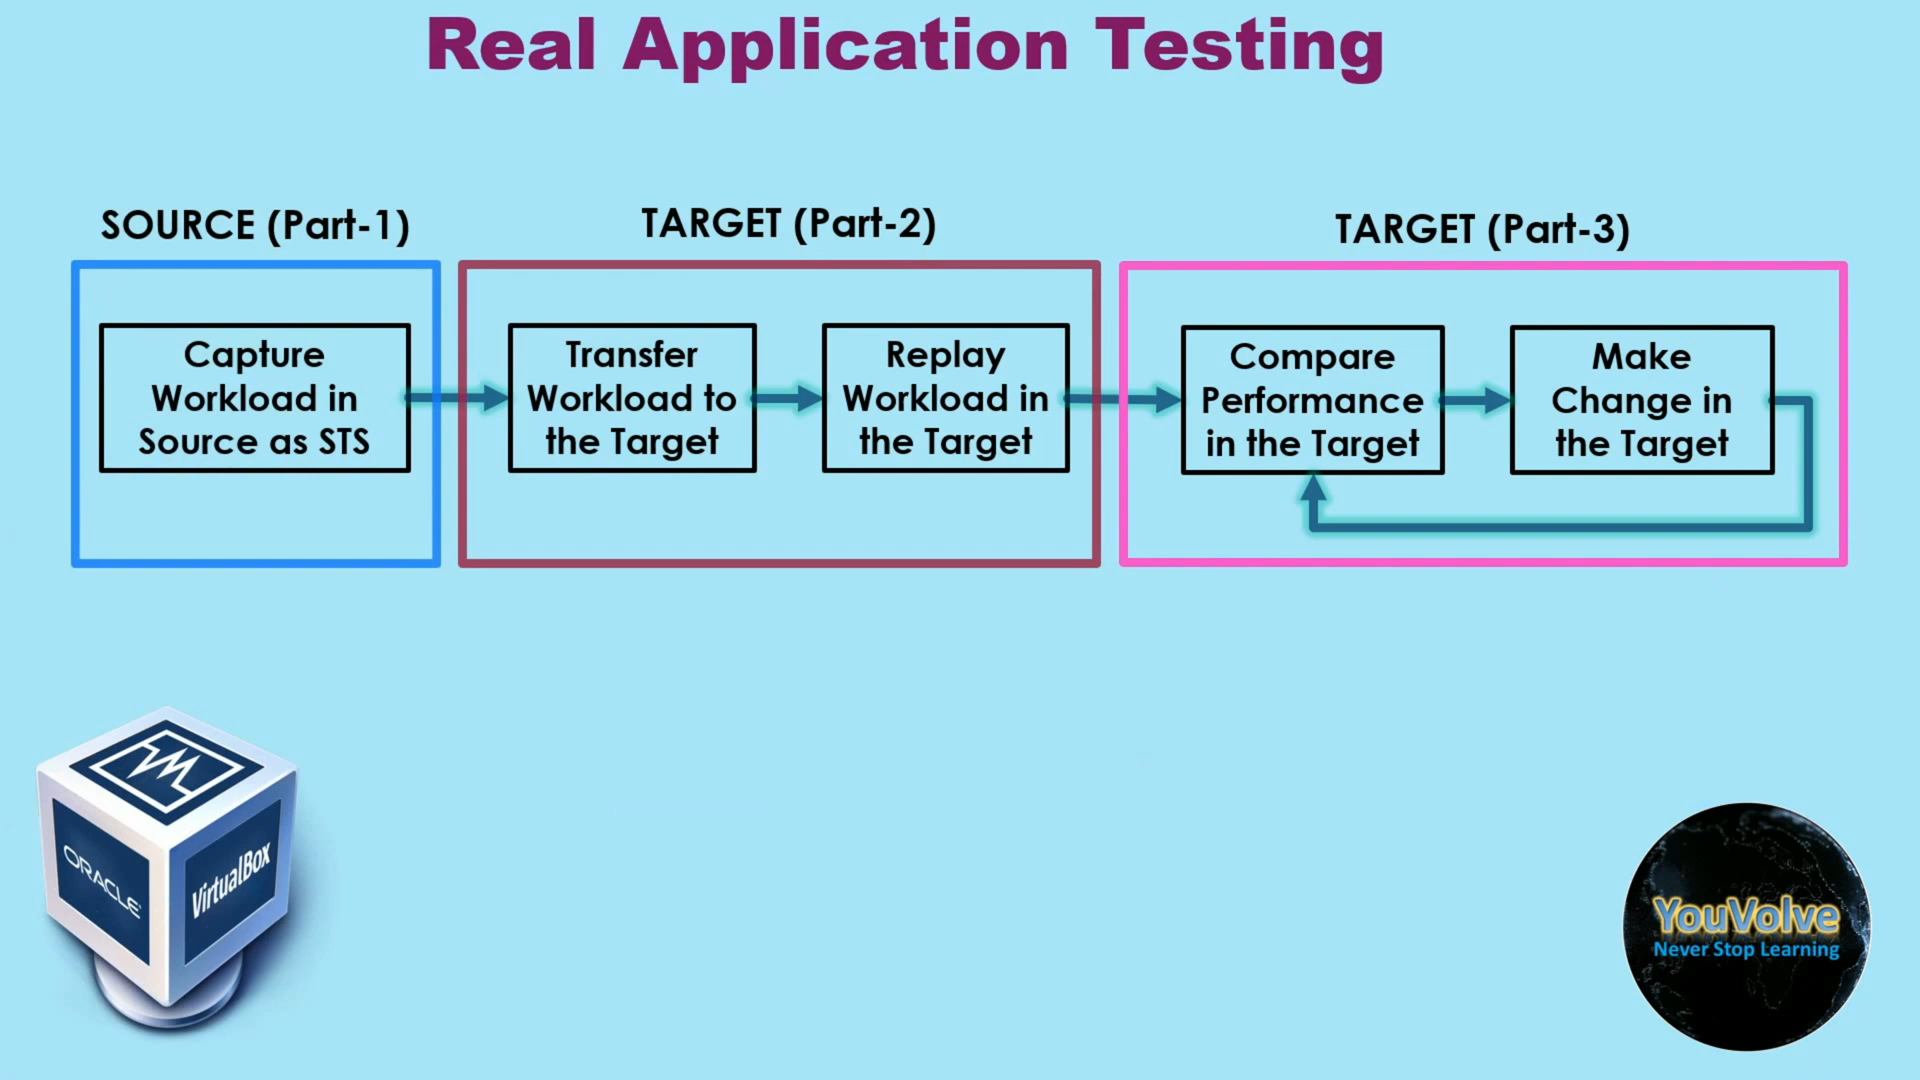 Real Application Testing
SOURCE (Part-1)
Capture
Workload in
Source as STS
TARGET (Part-2)
Transfer
Workload to
the Target
Replay
Workload in
the Target
TARGET (Part-3)
Compare
Performance
in the Target
Make
Change in
the Target
ORACLE
VirtualBox
YouVolve
Never Stop Learning